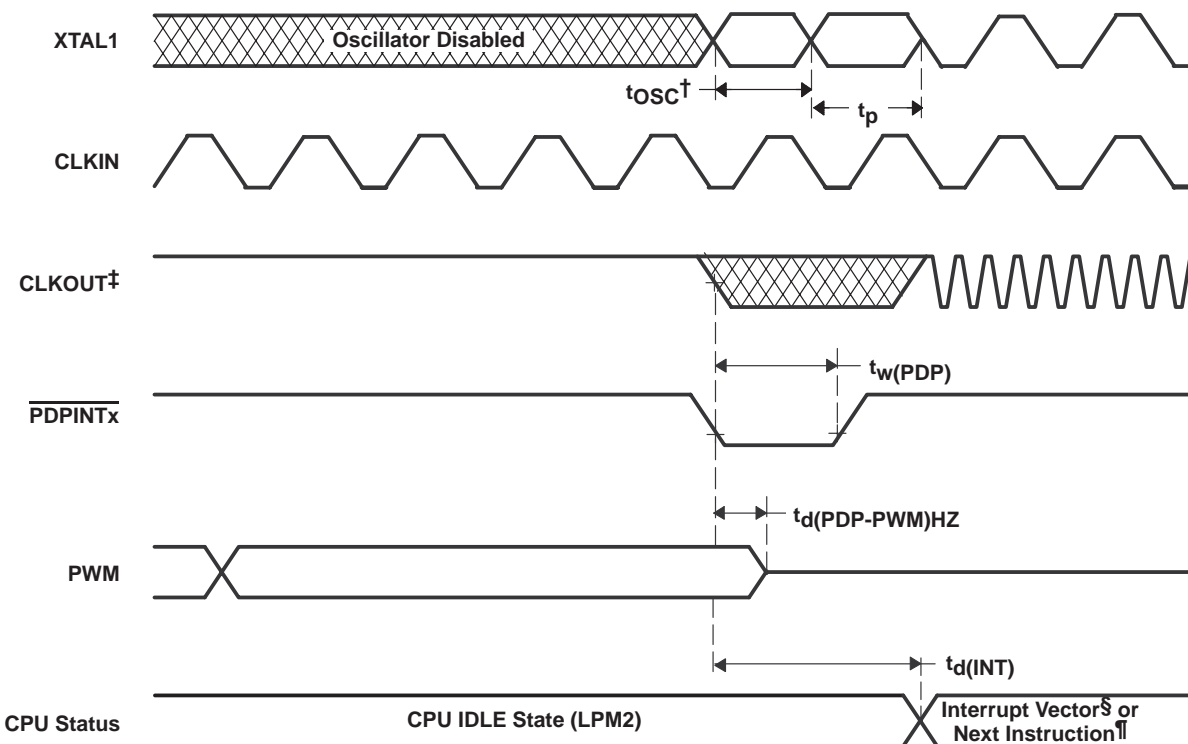 XTAL1
Oscillator Disabled
tOSC†
tp
CLKIN
CLKOUT‡
tw(PDP)
PDPINTx
td(PDP-PWM)HZ
PWM
td(INT)
CPU Status
CPU IDLE State (LPM2)
Interrupt Vector§ or
Next Instruction¶